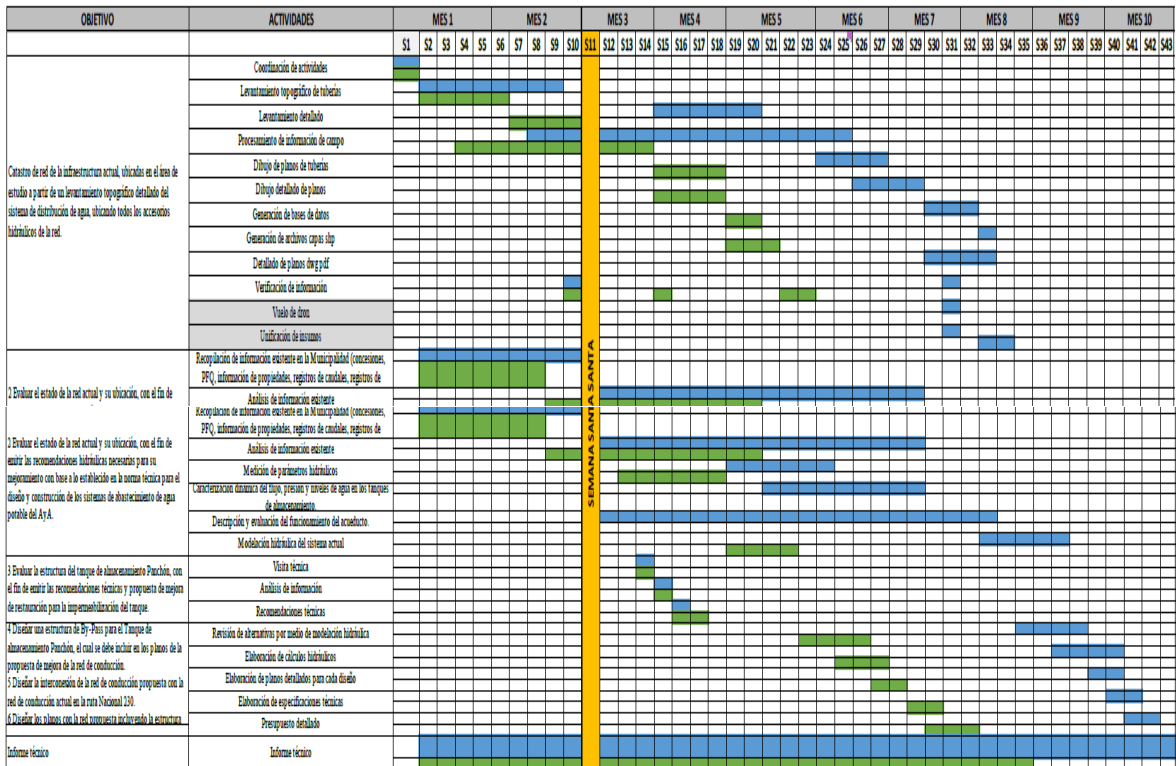 OBJETIVO ACTIVIDADES MES 1 MES 2 MES 3 MES 4 MES 5 MES 6 MES 7 MES 8 MES 9 MES 10
S1 S2 S3 S4 S5 S6 S7 S8 S9 S10 S11 S12 S13 S14 S15 S16 S17 S18 S19 S20 S21 S22 S23 S24 S25 S26 S27 S28 S29 S30 S31 S32 S33 S34 S35 S36 S37 S38 S39 S40 S41 S42 S43
Catastro de red de la infraestructura actual, ubicadas en el área de
estudio a partir de un levantamiento topográfico detallado del
sistema de distribución de agua, ubicando todos los accesorios
hidráulicos de la red.
Coordinación de actividades
Levantamiento topográfico de tuberías
Levantamiento detallado
Procesamiento de información de campo
Dibujo de planos de tuberías
Dibujo detallado de planos
Generación de bases de datos
Generación de archivos capas shp
Detallado de planos dwg pdf
Verificación de información
Vuelo de dron
Unificación de insumos
SEMANA SANTA SANTA
2 Evaluar el estado de la red actual y su ubicación, con el fin de
Recopilación de información existente en la Municipalidad (concesiones,
PFQ, información de propiedades, registros de caudales, registros de
Análisis de información existente
2 Evaluar el estado de la red actual y su ubicación, con el fin de
emitir las recomendaciones hidráulicas necesarias para su
mejoramiento con base a lo establecido en la norma técnica para el
diseño y construcción de los sistemas de abastecimiento de agua
potable del AyA.
Recopilación de información existente en la Municipalidad (concesiones,
PFQ, información de propiedades, registros de caudales, registros de
Análisis de información existente
Medición de parámetros hidráulicos
Caracterización dinámica del flujo, presión y niveles de agua en los tanques
de almacenamiento.
Descripción y evaluación del funcionamiento del acueducto.
Modelación hidráulica del sistema actual
3 Evaluar la estructura del tanque de almacenamiento Panchón, con
el fin de emitir las recomendaciones técnicas y propuesta de mejora
de restauración para la impermeabilización del tanque.
Visita técnica
Análisis de información
Recomendaciones técnicas
4 Diseñar una estructura de By-Pass para el Tanque de
almacenamiento Panchón, el cual se debe incluir en los planos de la
propuesta de mejora de la red de conducción.
5 Diseñar la interconexión de la red de conducción propuesta con la
red de conducción actual en la ruta Nacional 230.
6 Diseñar los planos con la red propuesta incluyendo la estructura
Revisión de alternativas por medio de modelación hidráulica
Elaboración de cálculos hidráulicos
Elaboración de planos detallados para cada diseño
Elaboración de especificaciones técnicas
Presupuesto detallado
Informe técnico Informe técnico